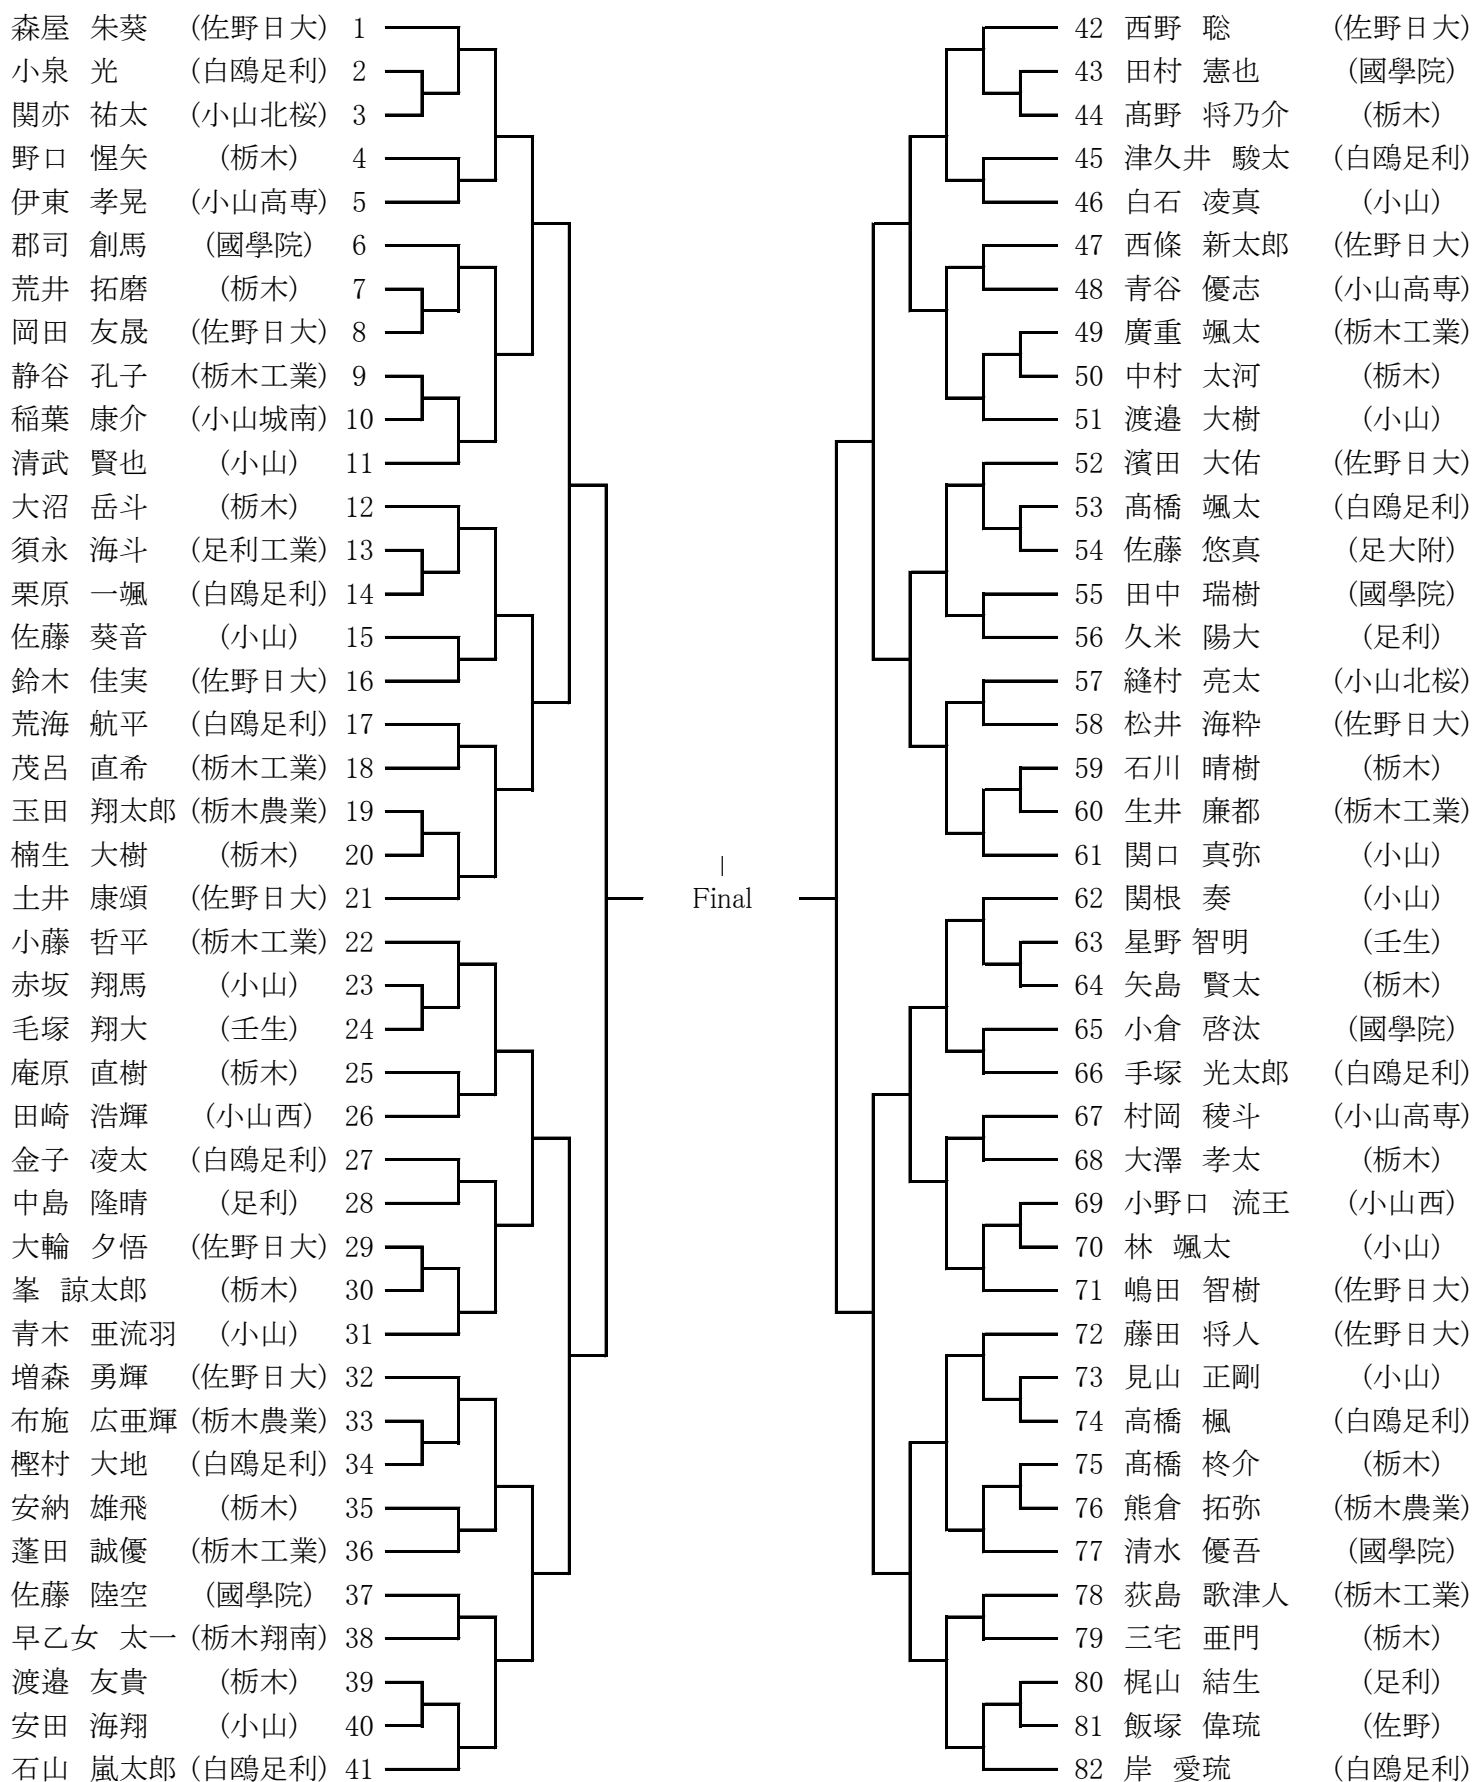 森屋 朱葵 (佐野日大) 1
小泉 光 (白鴎足利) 2
関亦 祐太 (小山北桜) 3
野口 惺矢 (栃木) 4
伊東 孝晃 (小山高専) 5
郡司 創馬 (國學院) 6
荒井 拓磨 (栃木) 7
岡田 友晟 (佐野日大) 8
静谷 孔子 (栃木工業) 9
稲葉 康介 (小山城南) 10
清武 賢也 (小山) 11
大沼 岳斗 (栃木) 12
須永 海斗 (足利工業) 13
栗原 一颯 (白鴎足利) 14
佐藤 葵音 (小山) 15
鈴木 佳実 (佐野日大) 16
荒海 航平 (白鴎足利) 17
茂呂 直希 (栃木工業) 18
玉田 翔太郎 (栃木農業) 19
楠生 大樹 (栃木) 20
土井 康頌 (佐野日大) 21
小藤 哲平 (栃木工業) 22
赤坂 翔馬 (小山) 23
毛塚 翔大 (壬生) 24
庵原 直樹 (栃木) 25
田崎 浩輝 (小山西) 26
金子 凌太 (白鴎足利) 27
中島 隆晴 (足利) 28
大輪 夕悟 (佐野日大) 29
峯 諒太郎 (栃木) 30
青木 亜流羽 (小山) 31
増森 勇輝 (佐野日大) 32
布施 広亜輝 (栃木農業) 33
樫村 大地 (白鴎足利) 34
安納 雄飛 (栃木) 35
蓬田 誠優 (栃木工業) 36
佐藤 陸空 (國學院) 37
早乙女 太一 (栃木翔南) 38
渡邉 友貴 (栃木) 39
安田 海翔 (小山) 40
石山 嵐太郎 (白鴎足利) 41
|
Final
42 西野 聡 (佐野日大)
43 田村 憲也 (國學院)
44 髙野 将乃介 (栃木)
45 津久井 駿太 (白鴎足利)
46 白石 凌真 (小山)
47 西條 新太郎 (佐野日大)
48 青谷 優志 (小山高専)
49 廣重 颯太 (栃木工業)
50 中村 太河 (栃木)
51 渡邉 大樹 (小山)
52 濱田 大佑 (佐野日大)
53 髙橋 颯太 (白鴎足利)
54 佐藤 悠真 (足大附)
55 田中 瑞樹 (國學院)
56 久米 陽大 (足利)
57 縫村 亮太 (小山北桜)
58 松井 海粋 (佐野日大)
59 石川 晴樹 (栃木)
60 生井 廉都 (栃木工業)
61 関口 真弥 (小山)
62 関根 奏 (小山)
63 星野 智明 (壬生)
64 矢島 賢太 (栃木)
65 小倉 啓汰 (國學院)
66 手塚 光太郎 (白鴎足利)
67 村岡 稜斗 (小山高専)
68 大澤 孝太 (栃木)
69 小野口 流王 (小山西)
70 林 颯太 (小山)
71 嶋田 智樹 (佐野日大)
72 藤田 将人 (佐野日大)
73 見山 正剛 (小山)
74 高橋 楓 (白鴎足利)
75 髙橋 柊介 (栃木)
76 熊倉 拓弥 (栃木農業)
77 清水 優吾 (國學院)
78 荻島 歌津人 (栃木工業)
79 三宅 亜門 (栃木)
80 梶山 結生 (足利)
81 飯塚 偉琉 (佐野)
82 岸 愛琉 (白鴎足利)